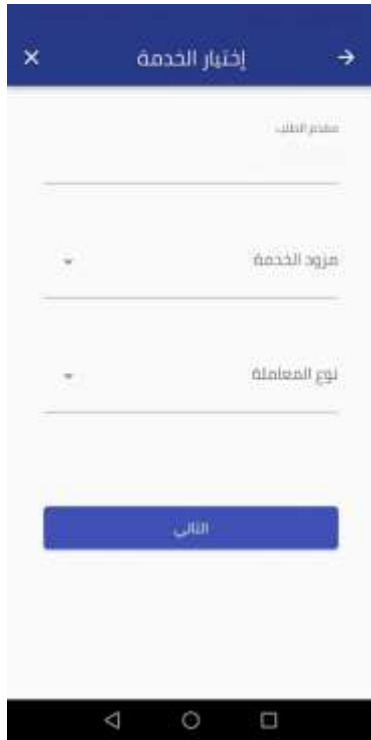 إختيار الخدمة
مقدم الطلب
مزود الخدمة
نوع المعاملة
التالي